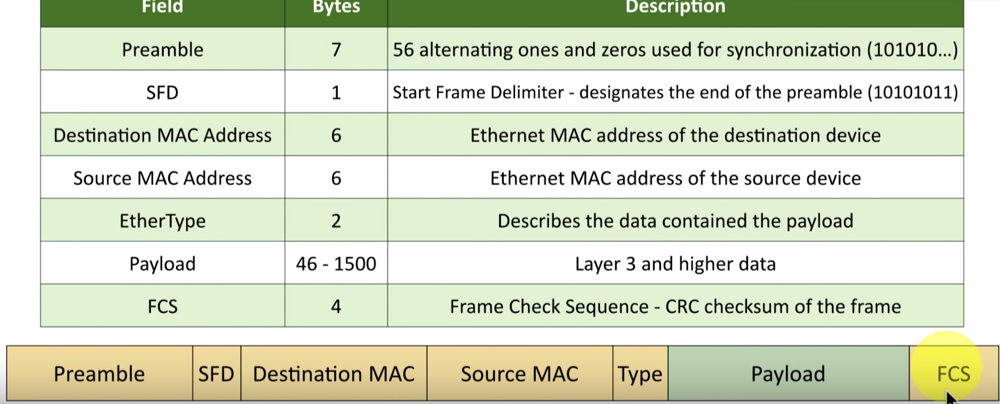 Field Bytes Description
Preamble 7 56 alternating ones and zeros used for synchronization (101010...)
SFD 1 Start Frame Delimiter - designates the end of the preamble (10101011)
Destination MAC Address 6 Ethernet MAC address of the destination device
Source MAC Address 6 Ethernet MAC address of the source device
EtherType 2 Describes the data contained the payload
Payload 46 - 1500 Layer 3 and higher data
FCS 4 Frame Check Sequence - CRC checksum of the frame
Preamble SFD Destination MAC Source MAC Type Payload FCS